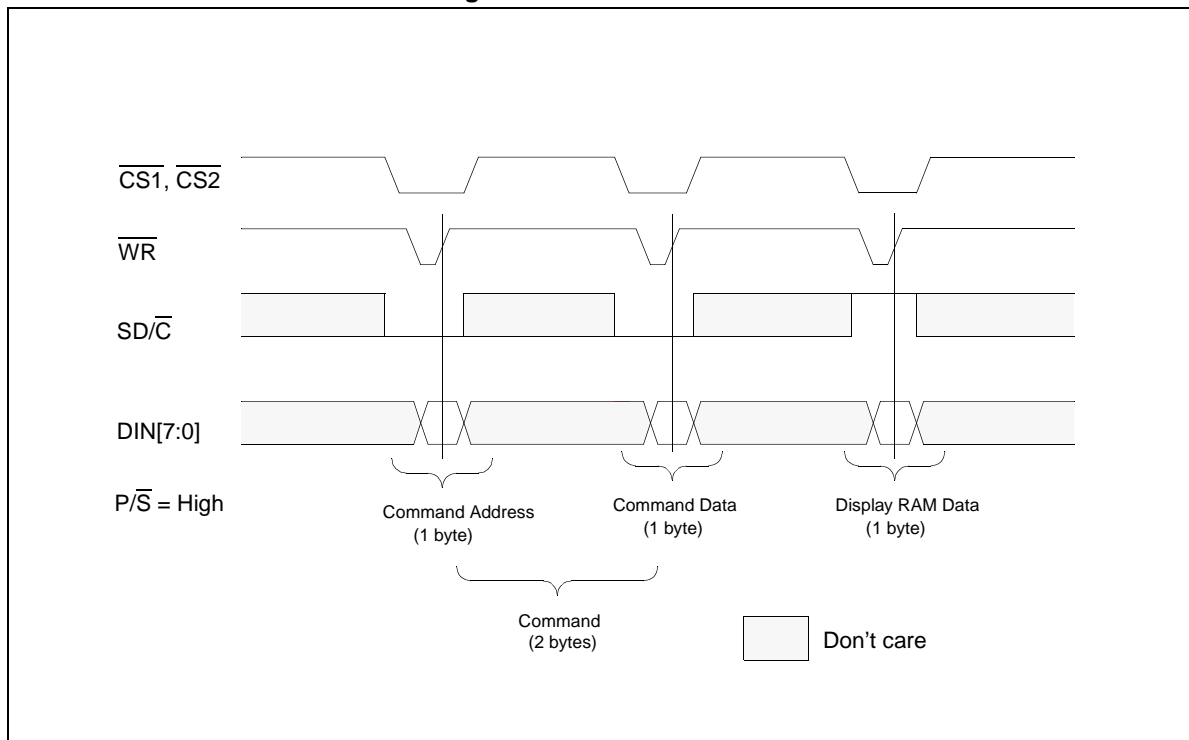 CS1, CS2
WR
SD/C
DIN[7:0]
P/S = High
Command Address
(1 byte)
Command Data
(1 byte)
Display RAM Data
(1 byte)
Command
(2 bytes)
Don't care